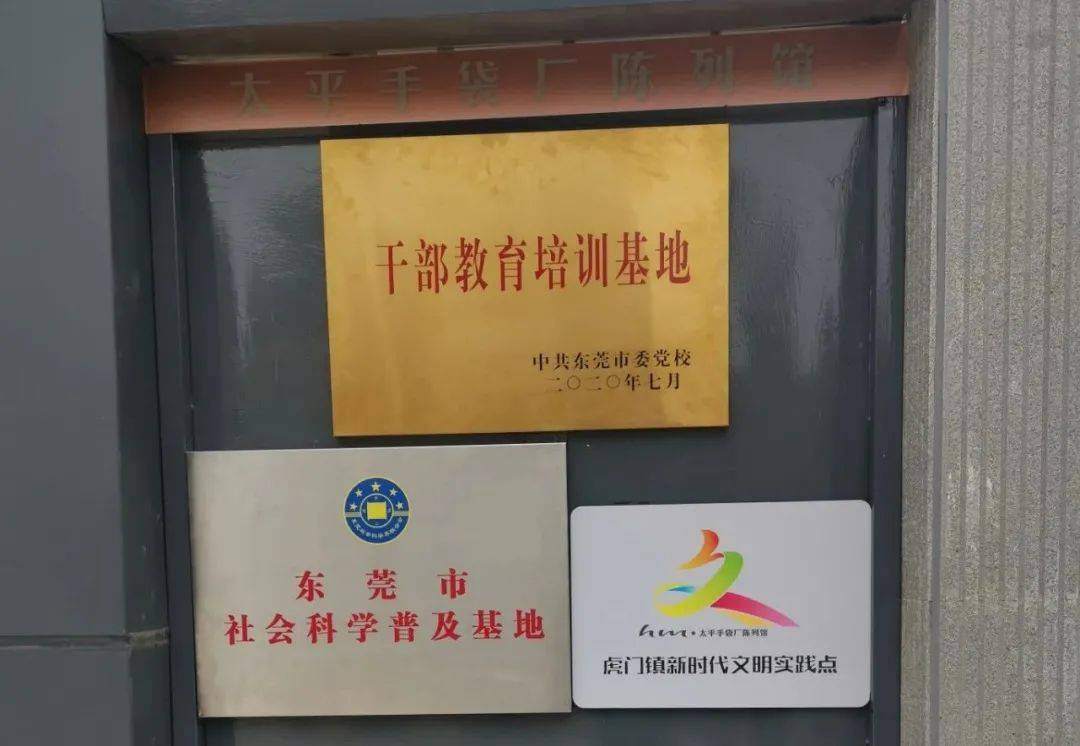 太平手袋厂陈列馆
干部教育培训基地
中共东莞市委党校
二〇二〇年七月
东莞市
社会科学普及基地
hm·太平手袋厂陈列馆
虎门镇新时代文明实践点